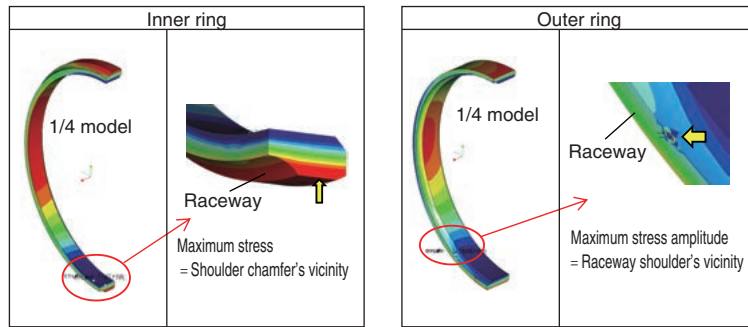 Inner ring
1/4 model
Raceway
Maximum stress
= Shoulder chamfer's vicinity
Outer ring
1/4 model
Raceway
Maximum stress amplitude
= Raceway shoulder's vicinity